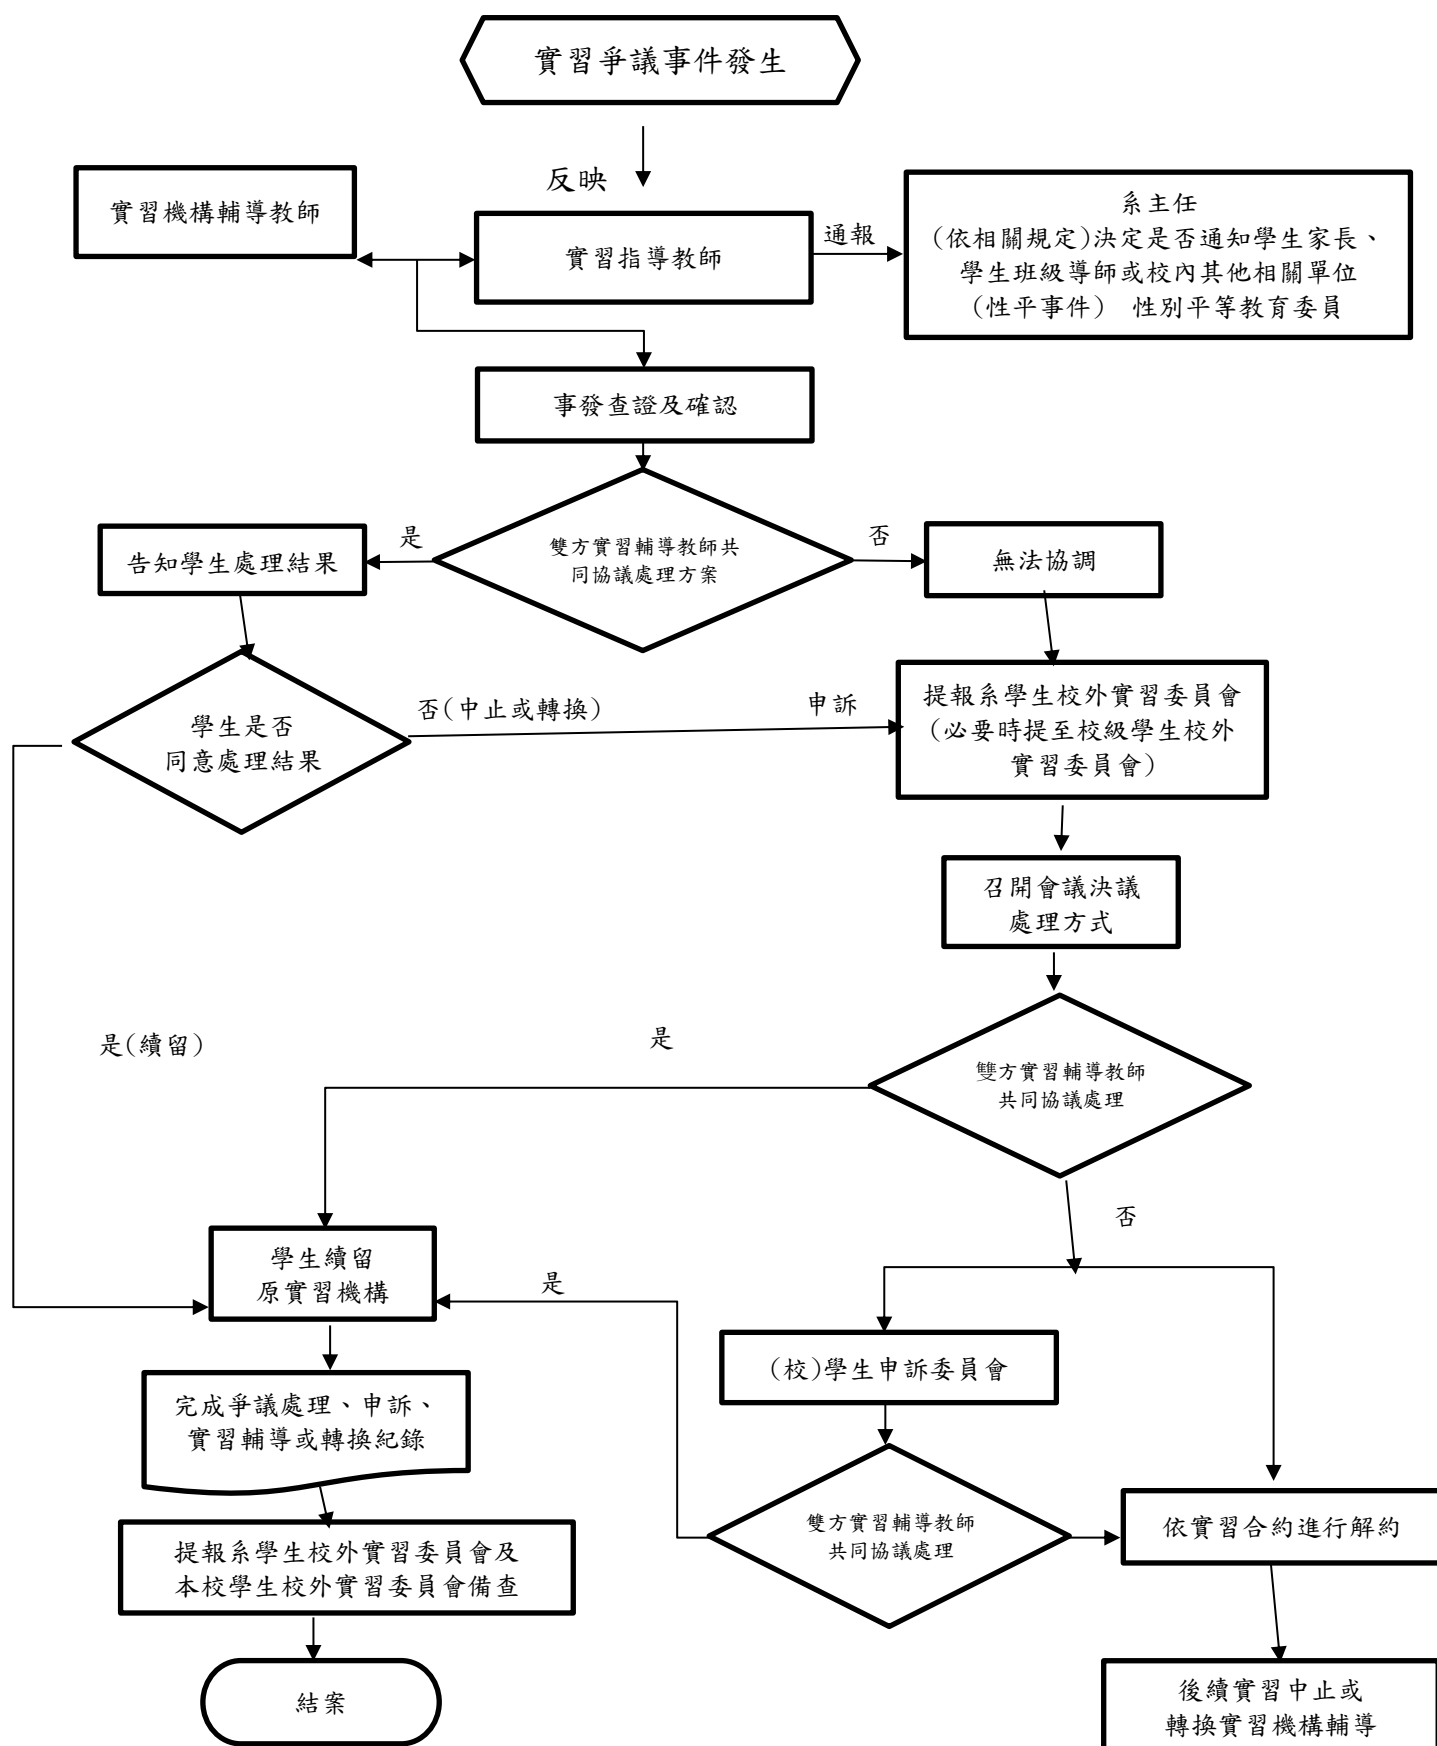 實習爭議事件發生
反映
實習機構輔導教師
實習指導教師
通報
系主任
(依相關規定)決定是否通知學生家長、
學生班級導師或校內其他相關單位
(性平事件) 性別平等教育委員
事發查證及確認
雙方實習輔導教師共
同協議處理方案
是
否
告知學生處理結果
無法協調
學生是否
同意處理結果
否(中止或轉換)
申訴
提報系學生校外實習委員會
(必要時提至校級學生校外
實習委員會)
召開會議決議
處理方式
是(續留)
是
雙方實習輔導教師
共同協議處理
否
學生續留
原實習機構
是
(校)學生申訴委員會
完成爭議處理、申訴、
實習輔導或轉換紀錄
雙方實習輔導教師
共同協議處理
依實習合約進行解約
提報系學生校外實習委員會及
本校學生校外實習委員會備查
結案
後續實習中止或
轉換實習機構輔導